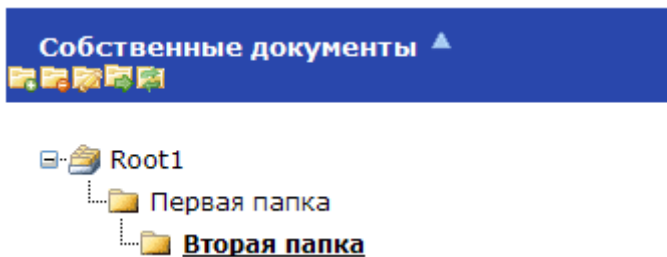 Собственные документы
Root1
Первая папка
Вторая папка